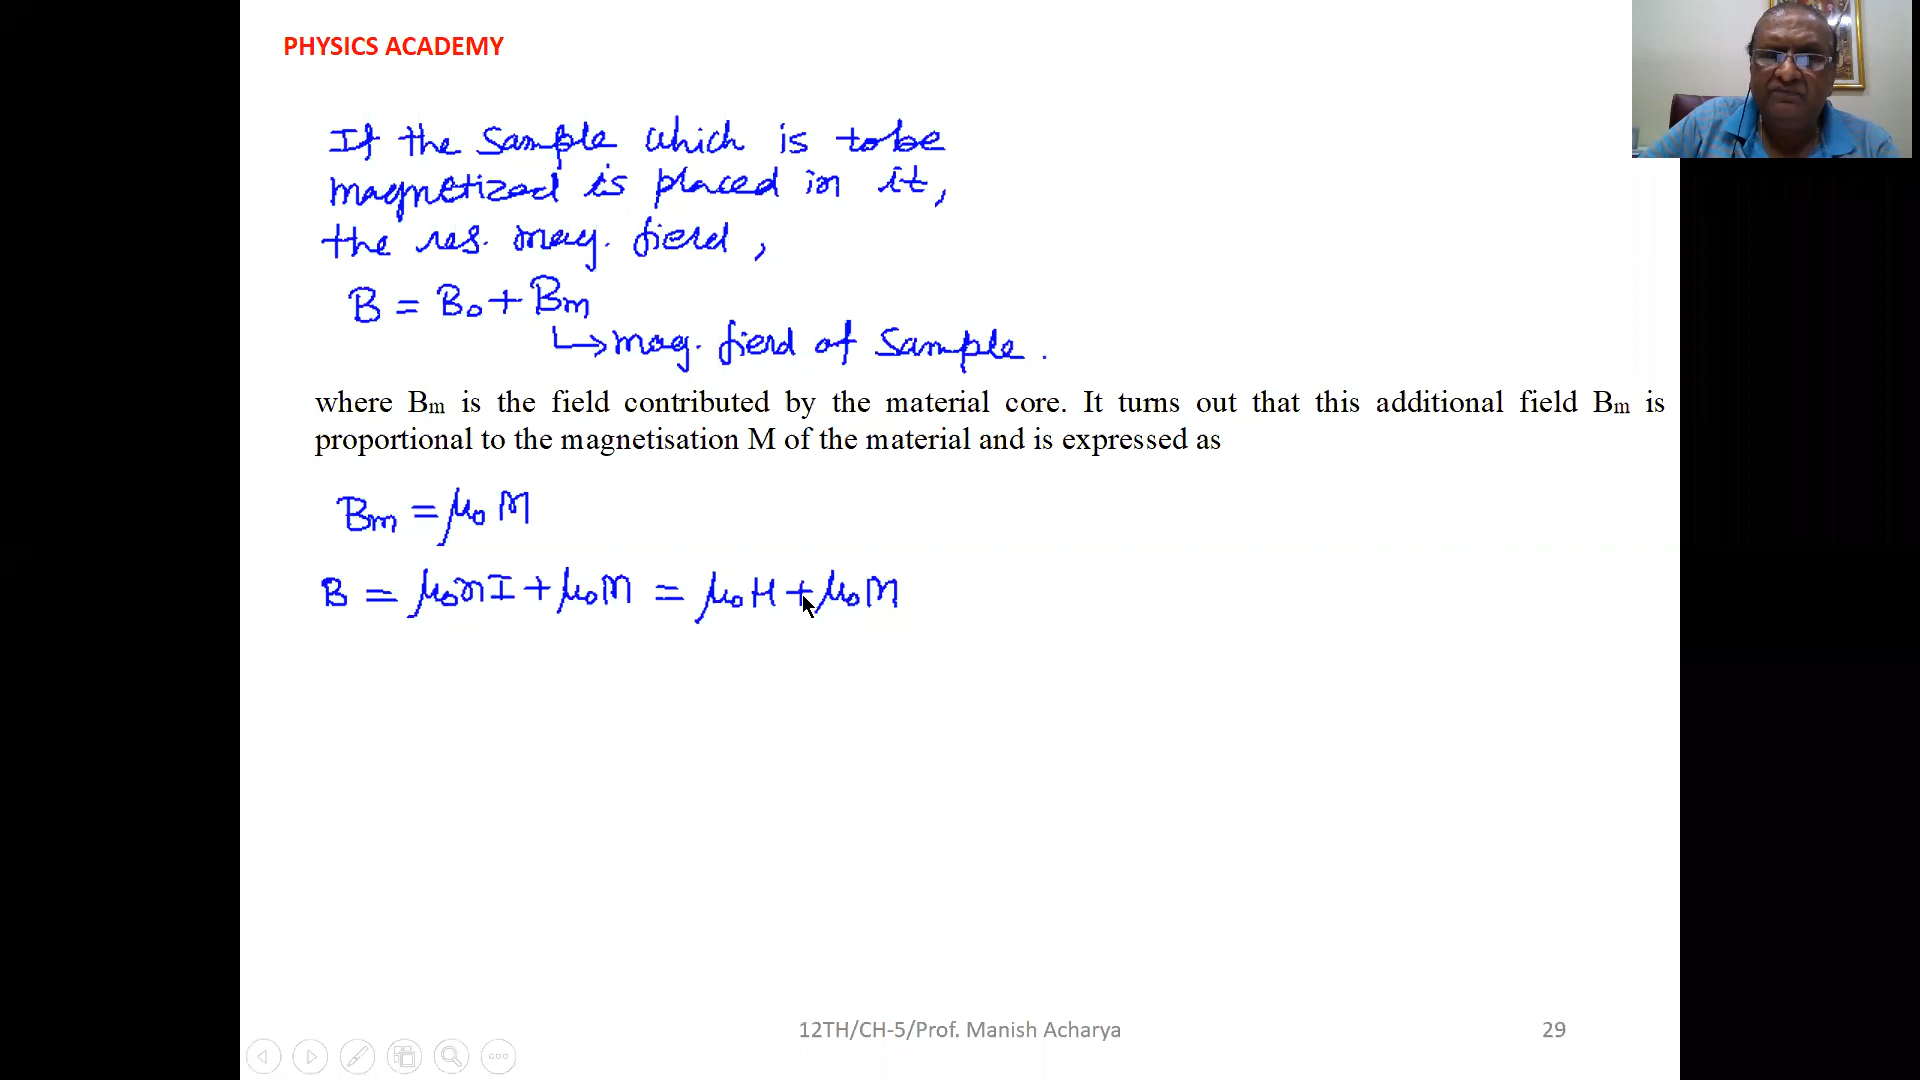 PHYSICS ACADEMY
If the sample which is to be
magnetized is placed in it,
the res. mag. field,
B = B₀ + Bm
↳ mag. field of sample.
where Bm is the field contributed by the material core. It turns out that this additional field Bm is
proportional to the magnetisation M of the material and is expressed as
Bm = μ₀ M
B = μ₀nI + μ₀M = μ₀H + μ₀M
12TH/CH-5/Prof. Manish Acharya
29